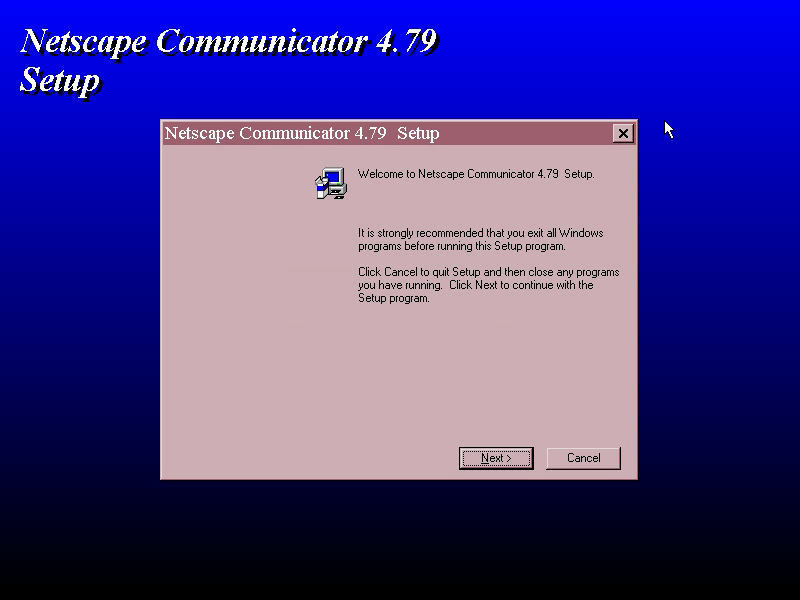 Netscape Communicator 4.79
Setup
Netscape Communicator 4.79  Setup
Welcome to Netscape Communicator 4.79  Setup.
It is strongly recommended that you exit all Windows
programs before running this Setup program.
Click Cancel to quit Setup and then close any programs
you have running.  Click Next to continue with the
Setup program.
Next >
Cancel